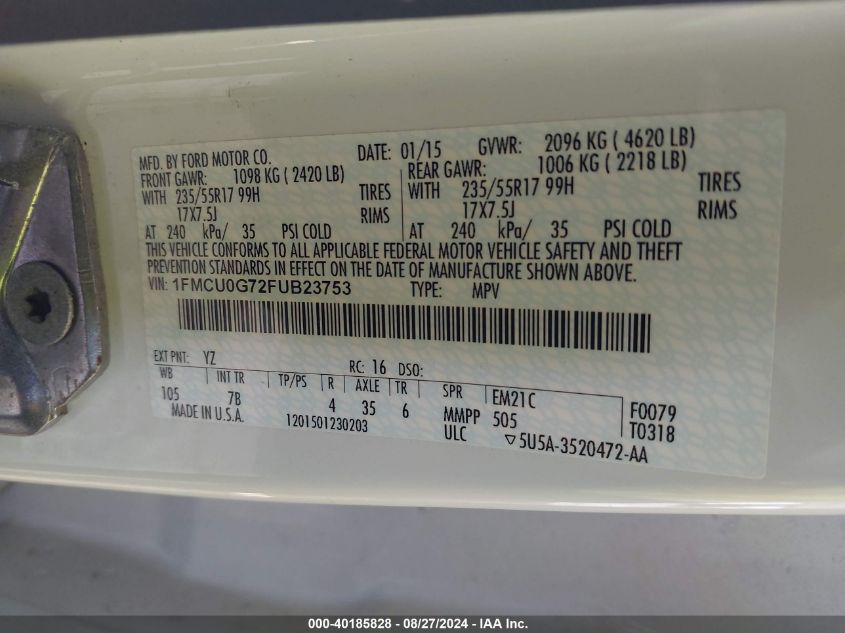 MFD. BY FORD MOTOR CO. DATE: 01/15 GVWR: 2096 KG ( 4620 LB)
FRONT GAWR: 1098 KG ( 2420 LB) REAR GAWR: 1006 KG ( 2218 LB)
WITH 235/55R17 99H TIRES WITH 235/55R17 99H TIRES
17X7.5J RIMS 17X7.5J RIMS
AT 240 kPa/ 35 PSI COLD AT 240 kPa/ 35 PSI COLD
THIS VEHICLE CONFORMS TO ALL APPLICABLE FEDERAL MOTOR VEHICLE SAFETY AND THEFT
PREVENTION STANDARDS IN EFFECT ON THE DATE OF MANUFACTURE SHOWN ABOVE.
VIN: 1FMCU0G72FUB23753 TYPE: MPV
EXT PNT: YZ RC: 16 DSO:
WB INT TR TP/PS R AXLE TR SPR EM21C F0079
105 7B 4 35 6 MMPP 505 T0318
MADE IN U.S.A. 1201501230203 ULC ▽5U5A-3520472-AA
000-40185828 - 08/27/2024 - IAA Inc.